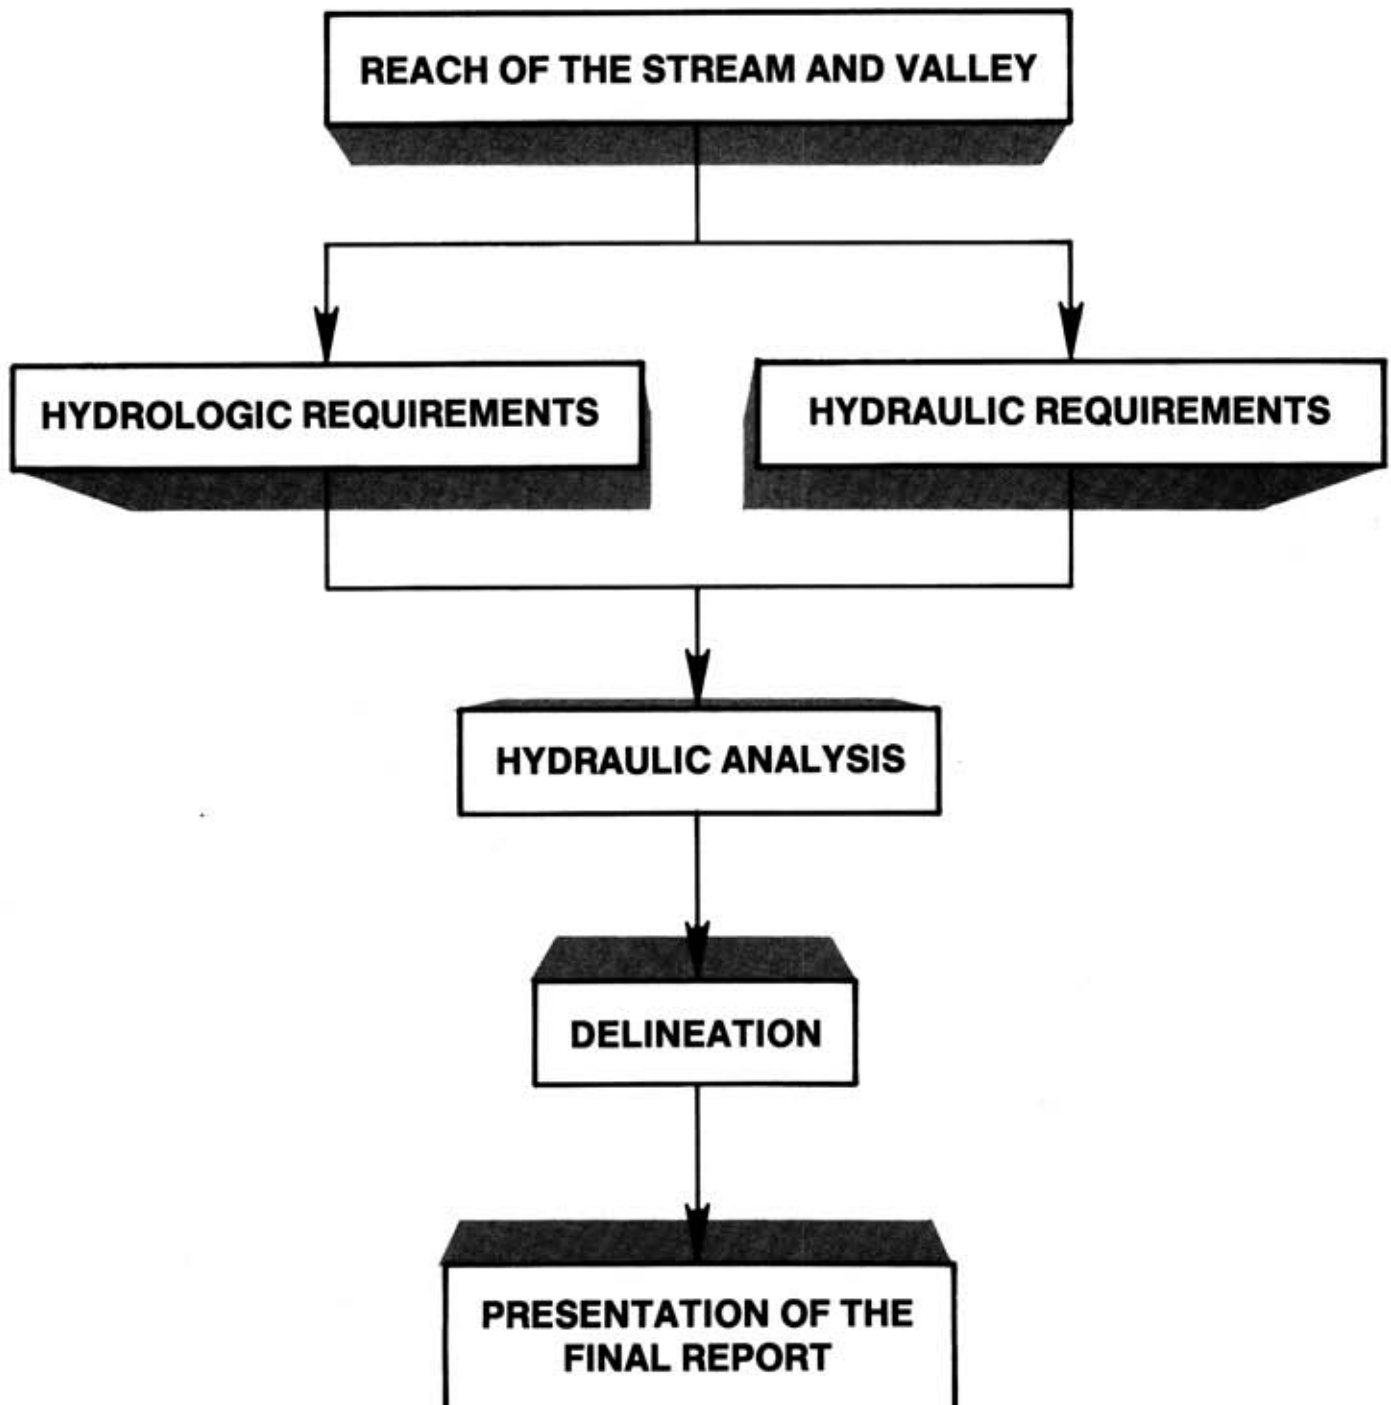 REACH OF THE STREAM AND VALLEY
HYDROLOGIC REQUIREMENTS
HYDRAULIC REQUIREMENTS
HYDRAULIC ANALYSIS
DELINEATION
PRESENTATION OF THE
FINAL REPORT